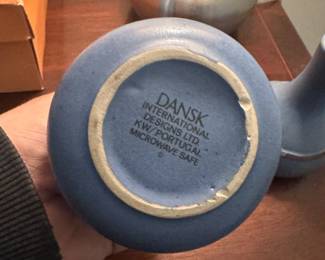 DANSK
INTERNATIONAL
DESIGNS LTD.
KW/PORTUGAL
MICROWAVE SAFE
©